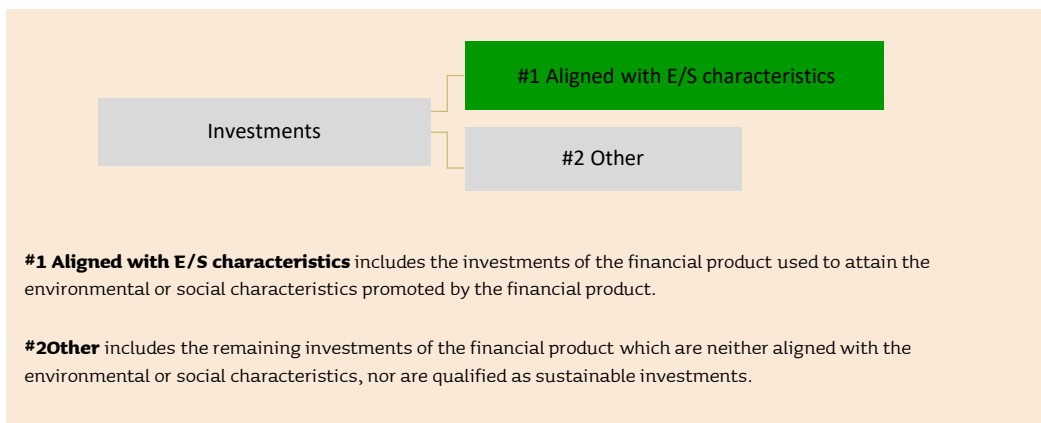 #1 Aligned with E/S characteristics
Investments
#2 Other
#1 Aligned with E/S characteristics includes the investments of the financial product used to attain the
environmental or social characteristics promoted by the financial product.
#2Other includes the remaining investments of the financial product which are neither aligned with the
environmental or social characteristics, nor are qualified as sustainable investments.